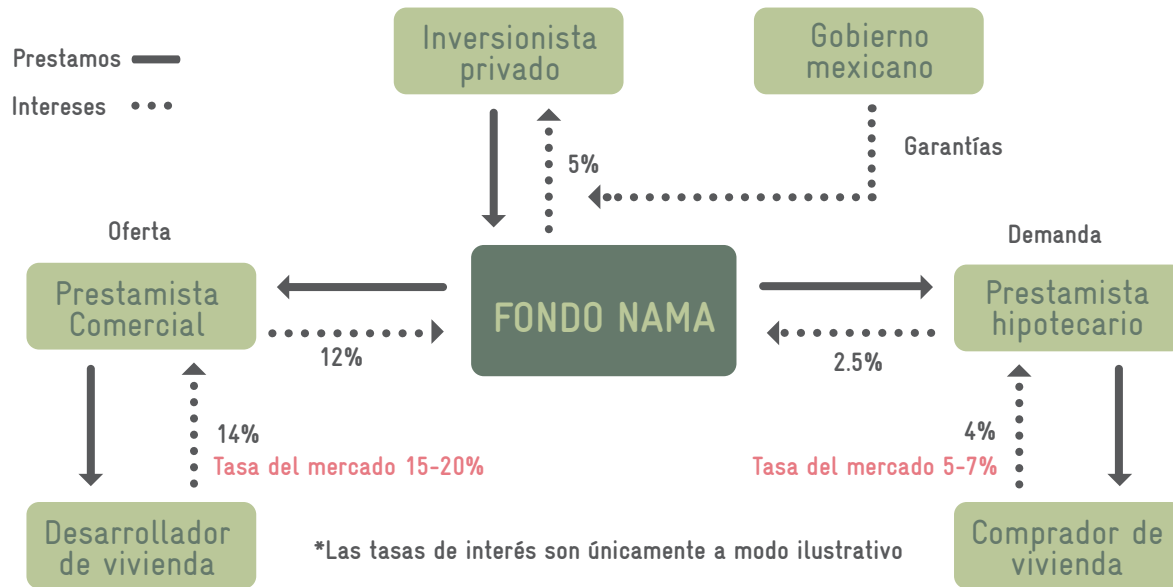 Prestamos
Intereses
Inversionista
privado
Gobierno
mexicano
Garantías
5%
Oferta
Demanda
Prestamista
Comercial
FONDO NAMA
Prestamista
hipotecario
12%
2.5%
14%
Tasa del mercado 15-20%
4%
Tasa del mercado 5-7%
Desarrollador
de vivienda
*Las tasas de interés son únicamente a modo ilustrativo
Comprador de
vivienda